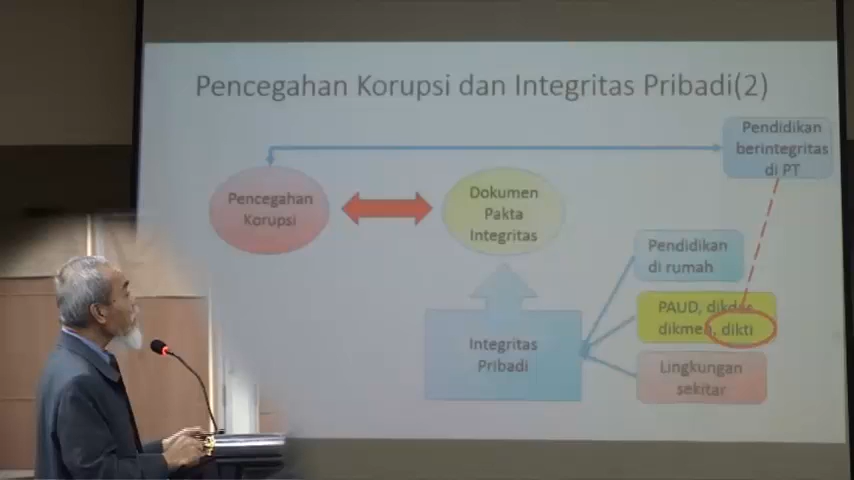 Pencegahan Korupsi dan Integritas Pribadi(2)
Pendidikan
berintegritas
di PT
Pencegahan
Korupsi
Dokumen
Pakta
Integritas
Pendidikan
di rumah
PAUD, dikdas
dikmen, dikti
Integritas
Pribadi
Lingkungan
sekitar